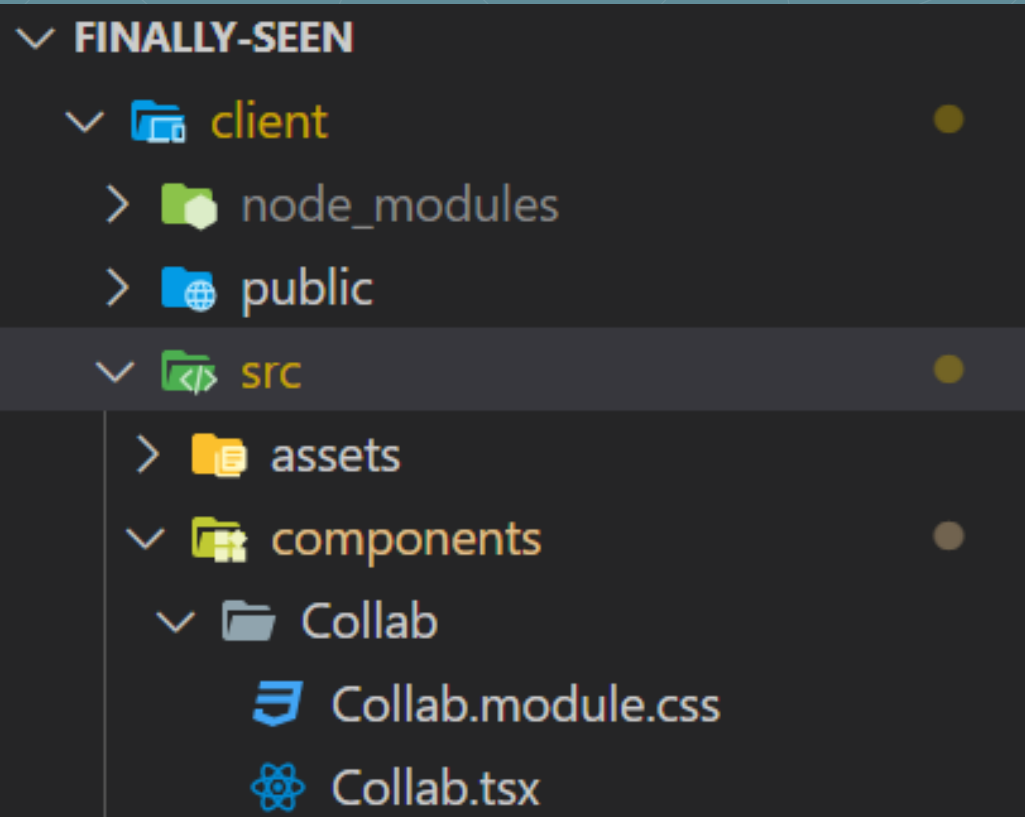 FINALLY-SEEN
client
node_modules
public
src
assets
components
Collab
Collab.module.css
Collab.tsx